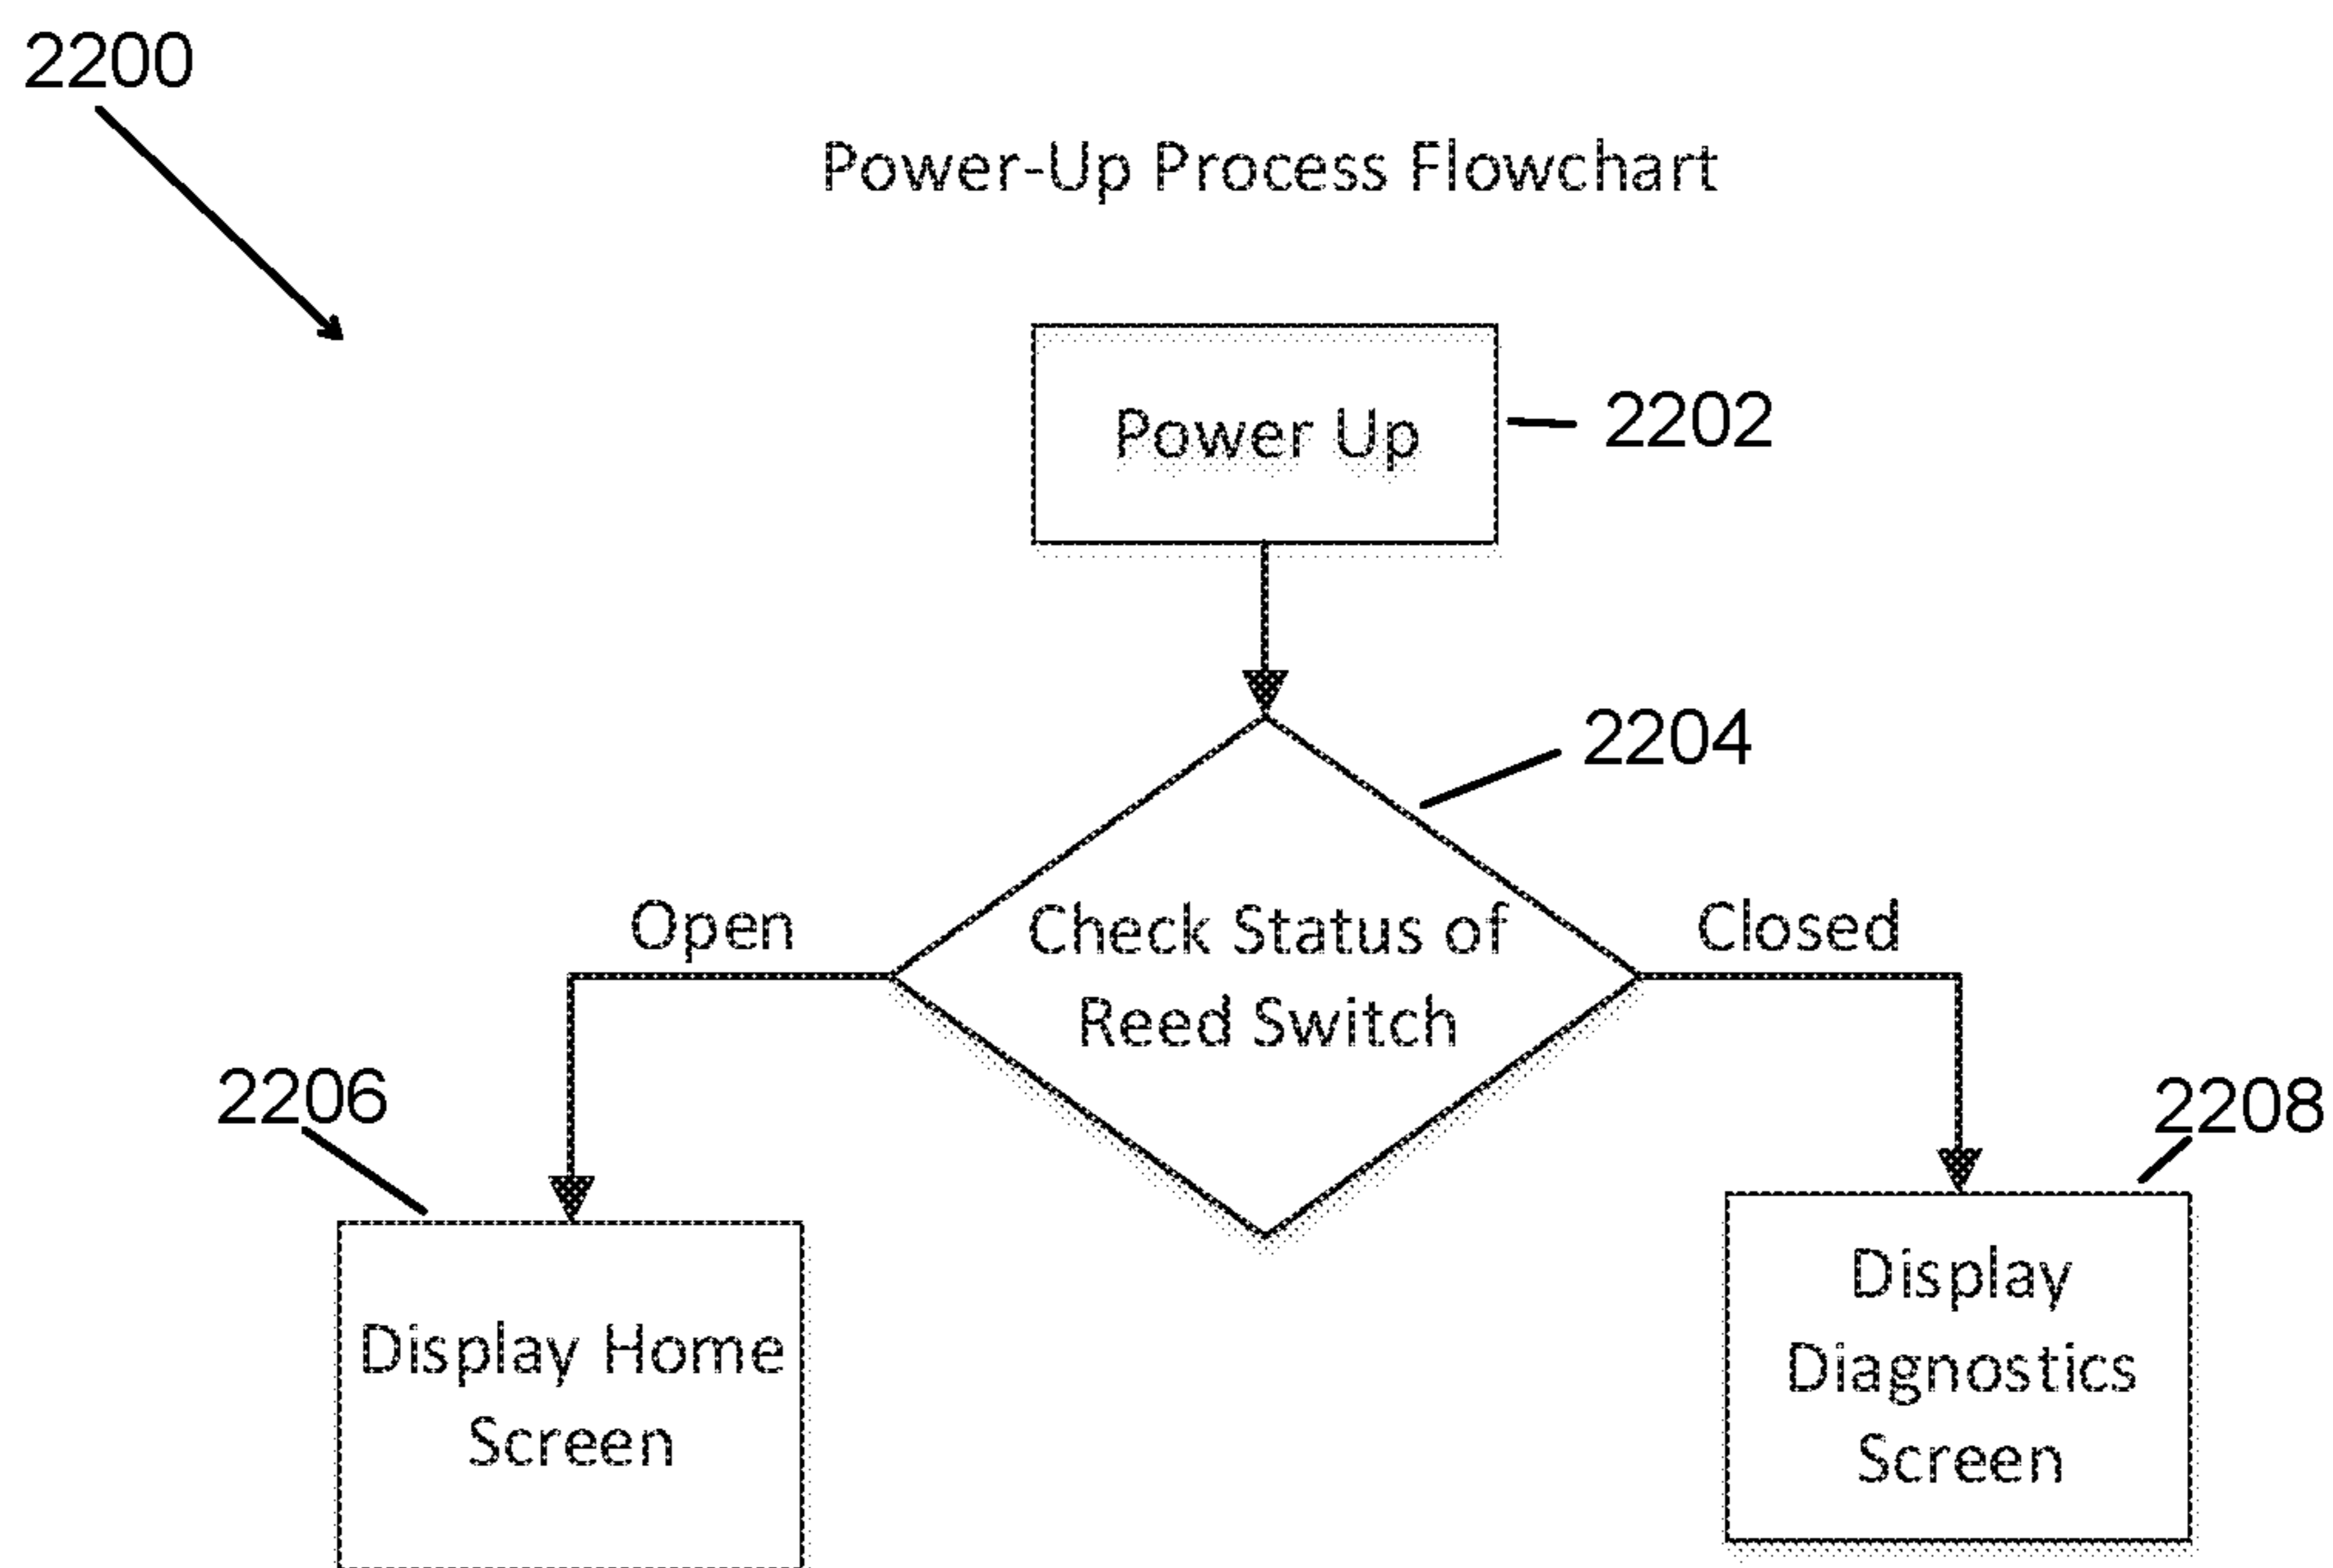 2200
Power-Up Process Flowchart
Power Up
2202
2204
Open
Check Status of
Reed Switch
Closed
2206
2208
Display Home
Screen
Display
Diagnostics
Screen